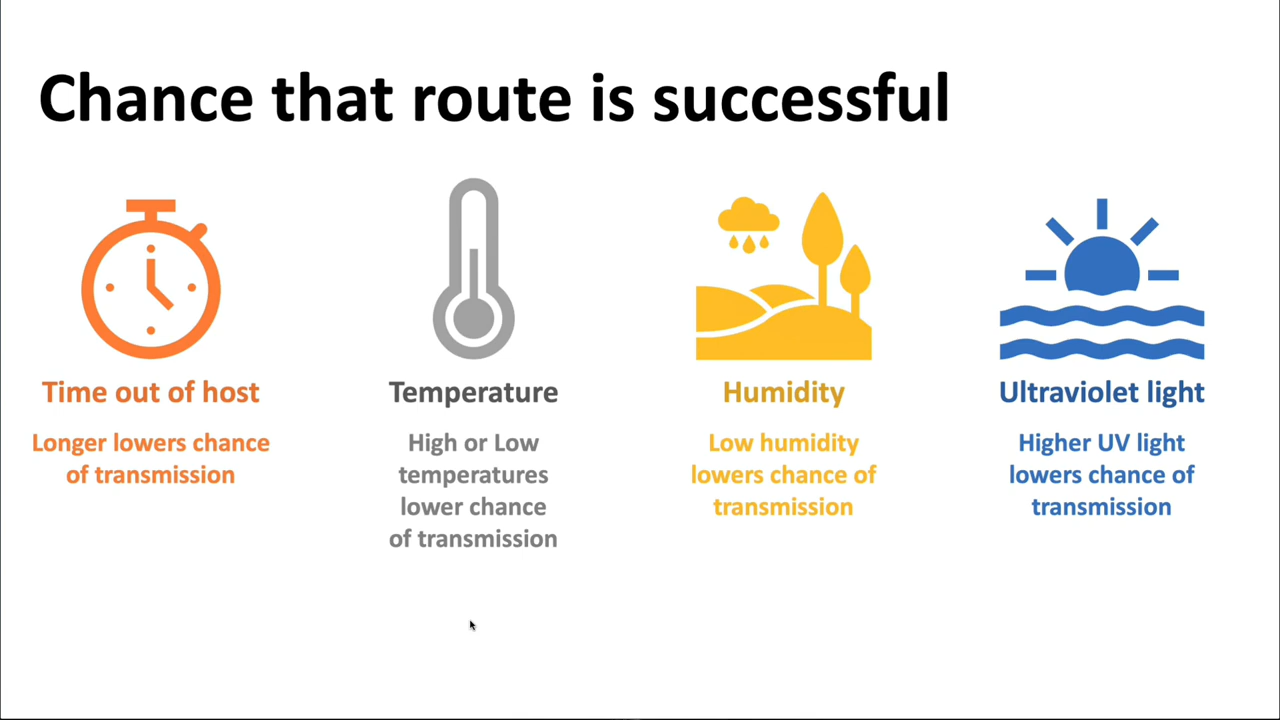 Chance that route is successful
Time out of host
Longer lowers chance
of transmission
Temperature
High or Low
temperatures
lower chance
of transmission
Humidity
Low humidity
lowers chance of
transmission
Ultraviolet light
Higher UV light
lowers chance of
transmission